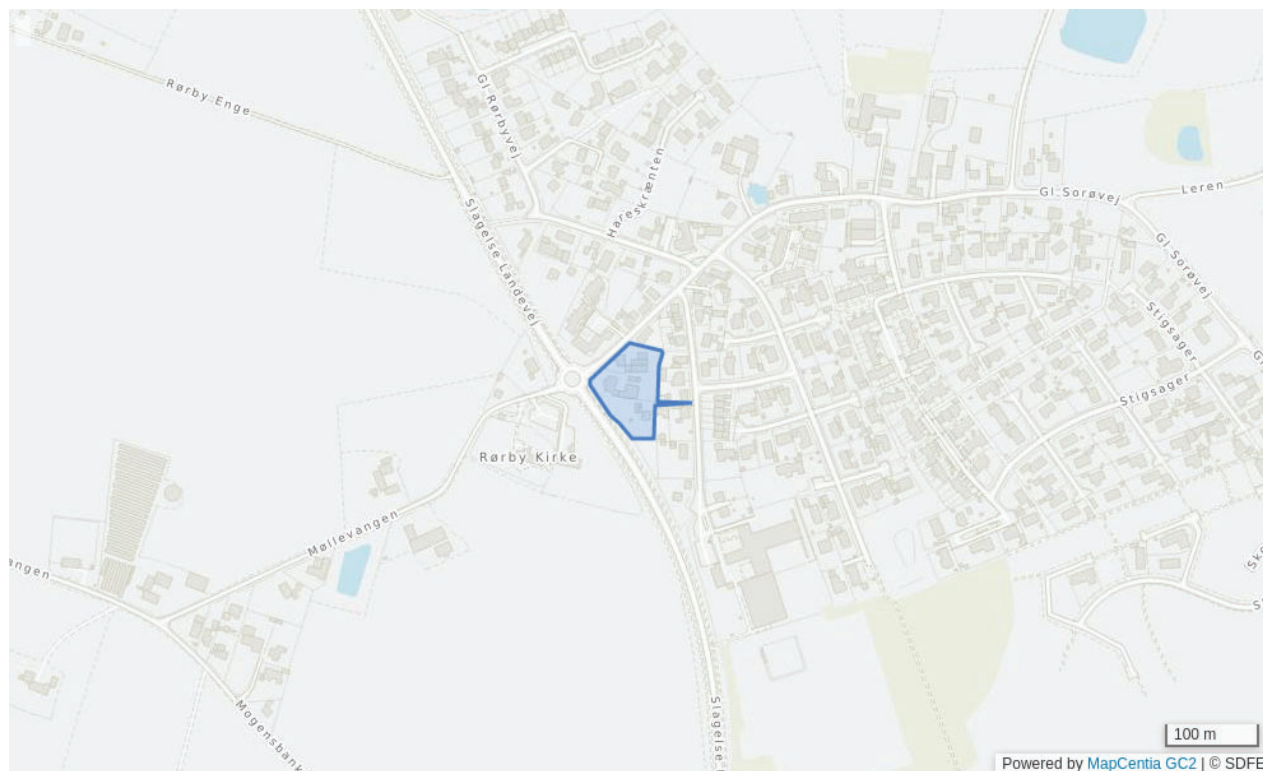 Rørby Enge
Gl Rørbyvej
Hareskrænten
Slagelse Landevej
Gl Sorøvej
Leren
Gl Sorøvej
Stigsager
Stigsager
Rørby Kirke
Møllevangen
angen
Mogensbank
Slagelse
100 m
Powered by MapCentia GC2 | © SDFE